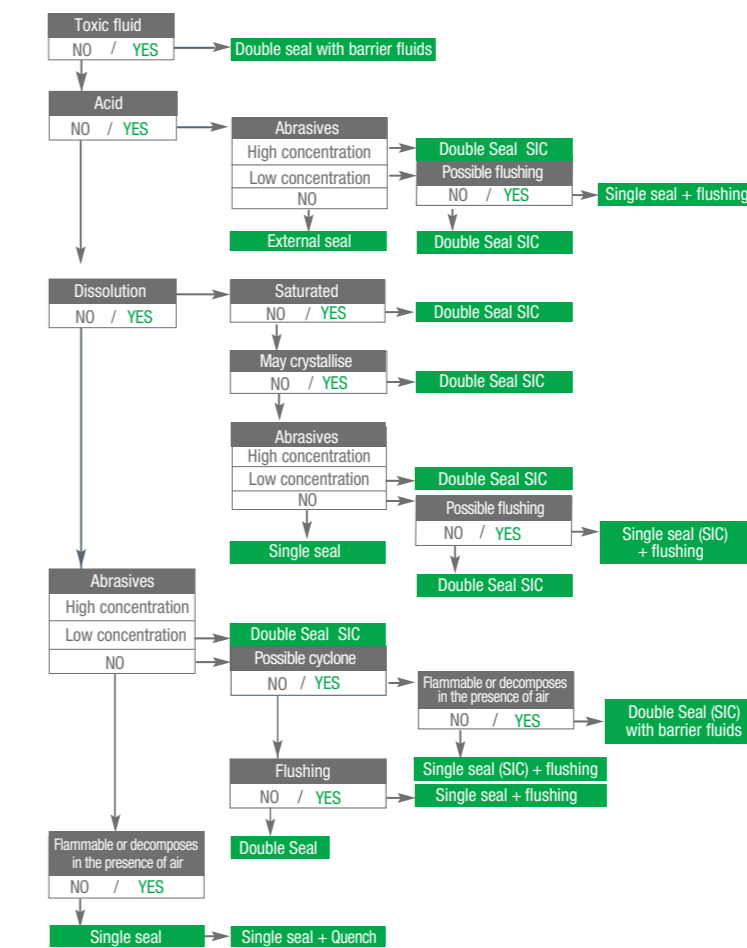 Toxic fluid
NO / YES
Double seal with barrier fluids
Acid
NO / YES
Abrasives
High concentration
Low concentration
NO
External seal
Double Seal SIC
Possible flushing
NO / YES
Single seal + flushing
Double Seal SIC
Dissolution
NO / YES
Saturated
NO / YES
Double Seal SIC
May crystallise
NO / YES
Double Seal SIC
Abrasives
High concentration
Low concentration
NO
Single seal
Double Seal SIC
Possible flushing
NO / YES
Single seal (SIC)
+ flushing
Double Seal SIC
Abrasives
High concentration
Low concentration
NO
Double Seal SIC
Possible cyclone
NO / YES
Flammable or decomposes
in the presence of air
NO / YES
Double Seal (SIC)
with barrier fluids
Single seal (SIC) + flushing
Flushing
NO / YES
Single seal + flushing
Double Seal
Flammable or decomposes
in the presence of air
NO / YES
Single seal
Single seal + Quench